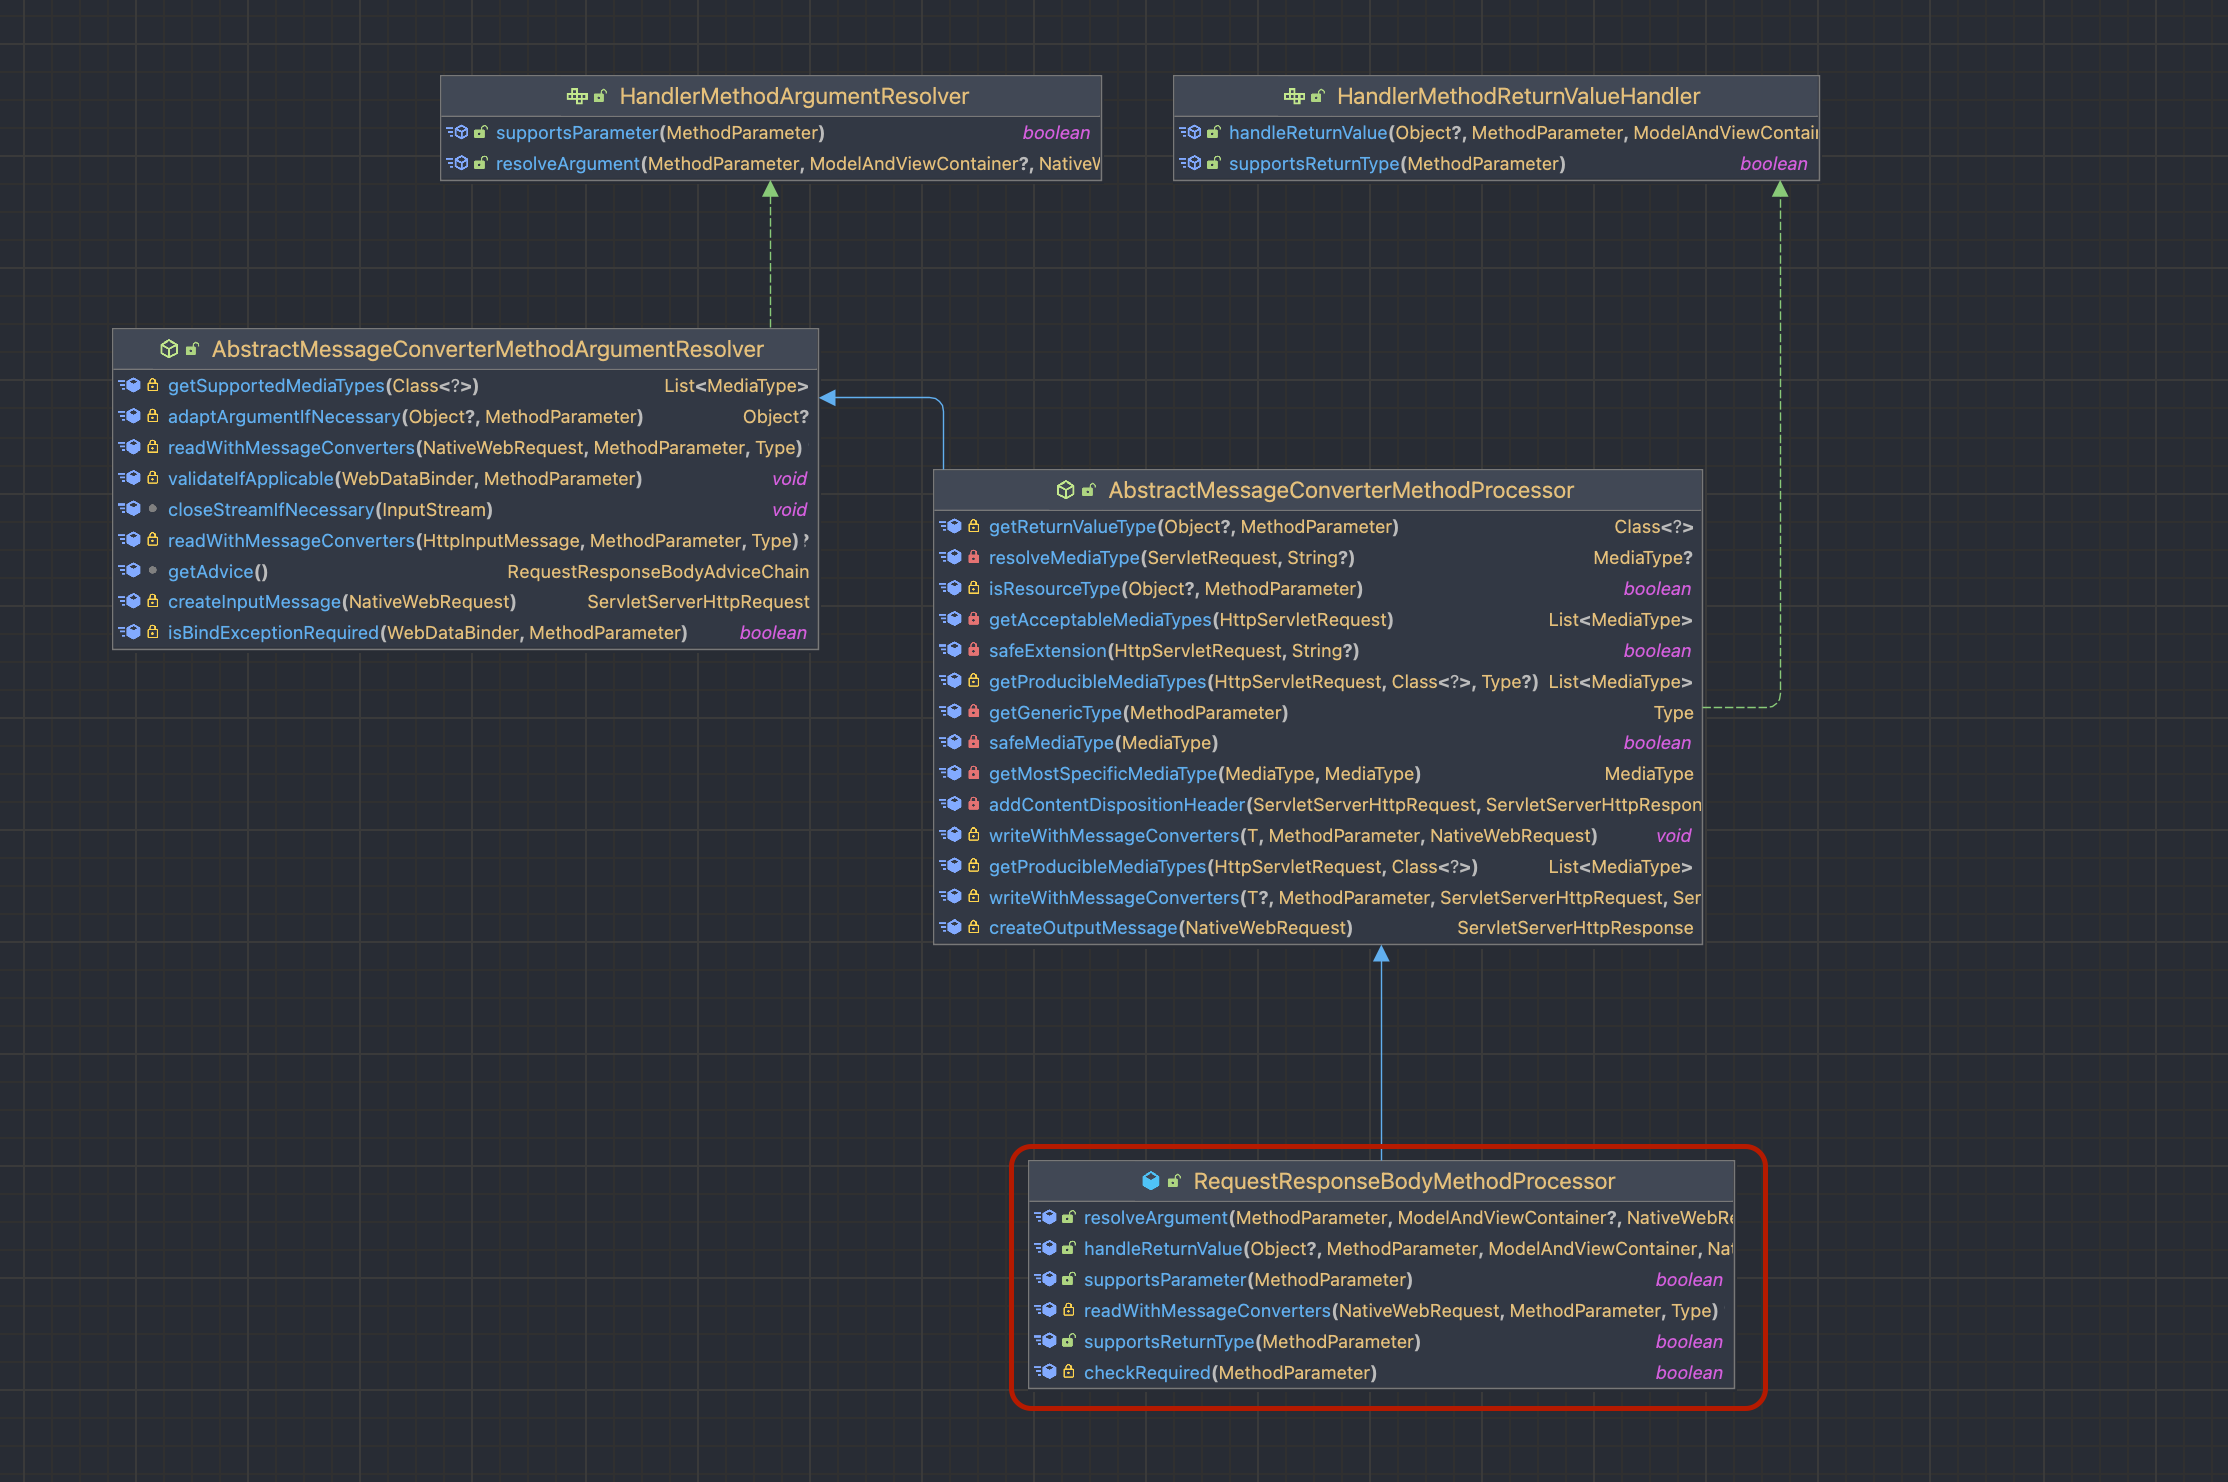 HandlerMethodArgumentResolver
supportsParameter(MethodParameter) boolean
resolveArgument(MethodParameter, ModelAndViewContainer?, NativeW
HandlerMethodReturnValueHandler
handleReturnValue(Object?, MethodParameter, ModelAndViewContai
supportsReturnType(MethodParameter) boolean
AbstractMessageConverterMethodArgumentResolver
getSupportedMediaTypes(Class<?>) List<MediaType>
adaptArgumentIfNecessary(Object?, MethodParameter) Object?
readWithMessageConverters(NativeWebRequest, MethodParameter, Type)
validateIfApplicable(WebDataBinder, MethodParameter) void
closeStreamIfNecessary(InputStream) void
readWithMessageConverters(HttpInputMessage, MethodParameter, Type) ?
getAdvice() RequestResponseBodyAdviceChain
createInputMessage(NativeWebRequest) ServletServerHttpRequest
isBindExceptionRequired(WebDataBinder, MethodParameter) boolean
AbstractMessageConverterMethodProcessor
getReturnValueType(Object?, MethodParameter) Class<?>
resolveMediaType(ServletRequest, String?) MediaType?
isResourceType(Object?, MethodParameter) boolean
getAcceptableMediaTypes(HttpServletRequest) List<MediaType>
safeExtension(HttpServletRequest, String?) boolean
getProducibleMediaTypes(HttpServletRequest, Class<?>, Type?) List<MediaType>
getGenericType(MethodParameter) Type
safeMediaType(MediaType) boolean
getMostSpecificMediaType(MediaType, MediaType) MediaType
addContentDispositionHeader(ServletServerHttpRequest, ServletServerHttpRespon
writeWithMessageConverters(T, MethodParameter, NativeWebRequest) void
getProducibleMediaTypes(HttpServletRequest, Class<?>) List<MediaType>
writeWithMessageConverters(T?, MethodParameter, ServletServerHttpRequest, Ser
createOutputMessage(NativeWebRequest) ServletServerHttpResponse
RequestResponseBodyMethodProcessor
resolveArgument(MethodParameter, ModelAndViewContainer?, NativeWebRe
handleReturnValue(Object?, MethodParameter, ModelAndViewContainer, Nat
supportsParameter(MethodParameter) boolean
readWithMessageConverters(NativeWebRequest, MethodParameter, Type)
supportsReturnType(MethodParameter) boolean
checkRequired(MethodParameter) boolean